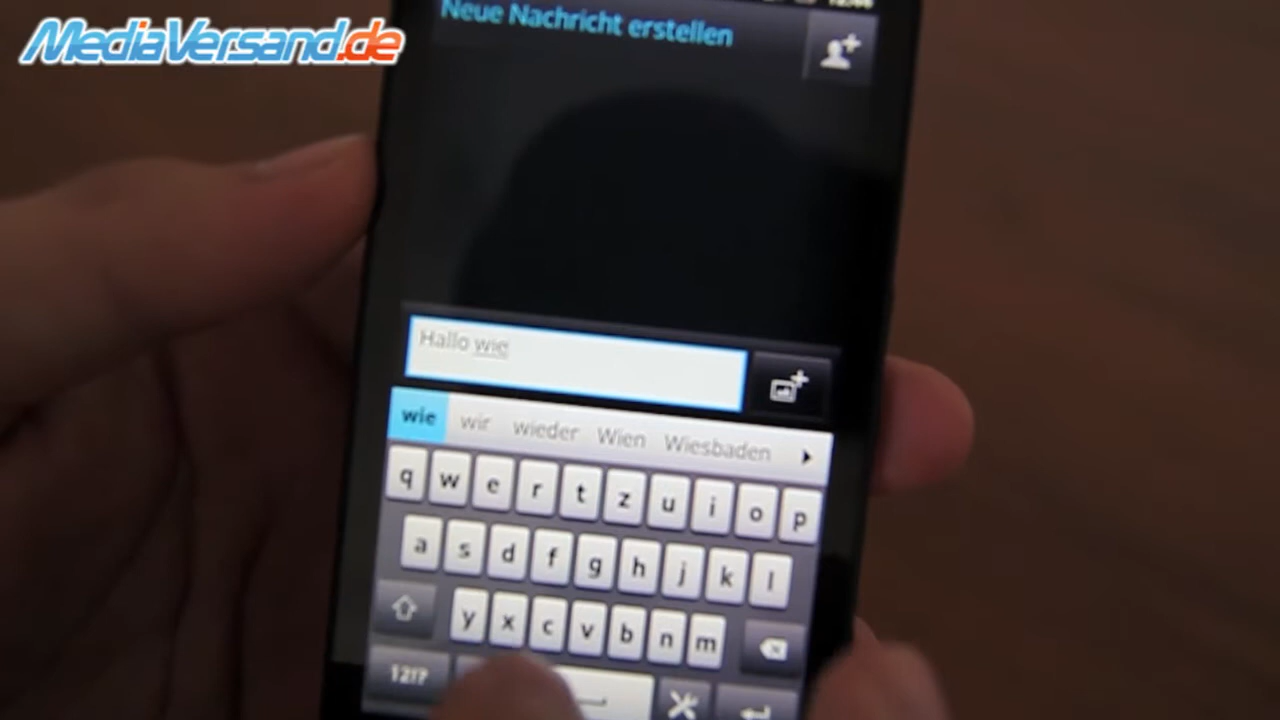 MediaVersand.de
Neue Nachricht erstellen
Hallo wie
wie wir wieder Wien Wiesbaden
q w e r t z u i o p
a s d f g h j k l
y x c v b n m
12!?